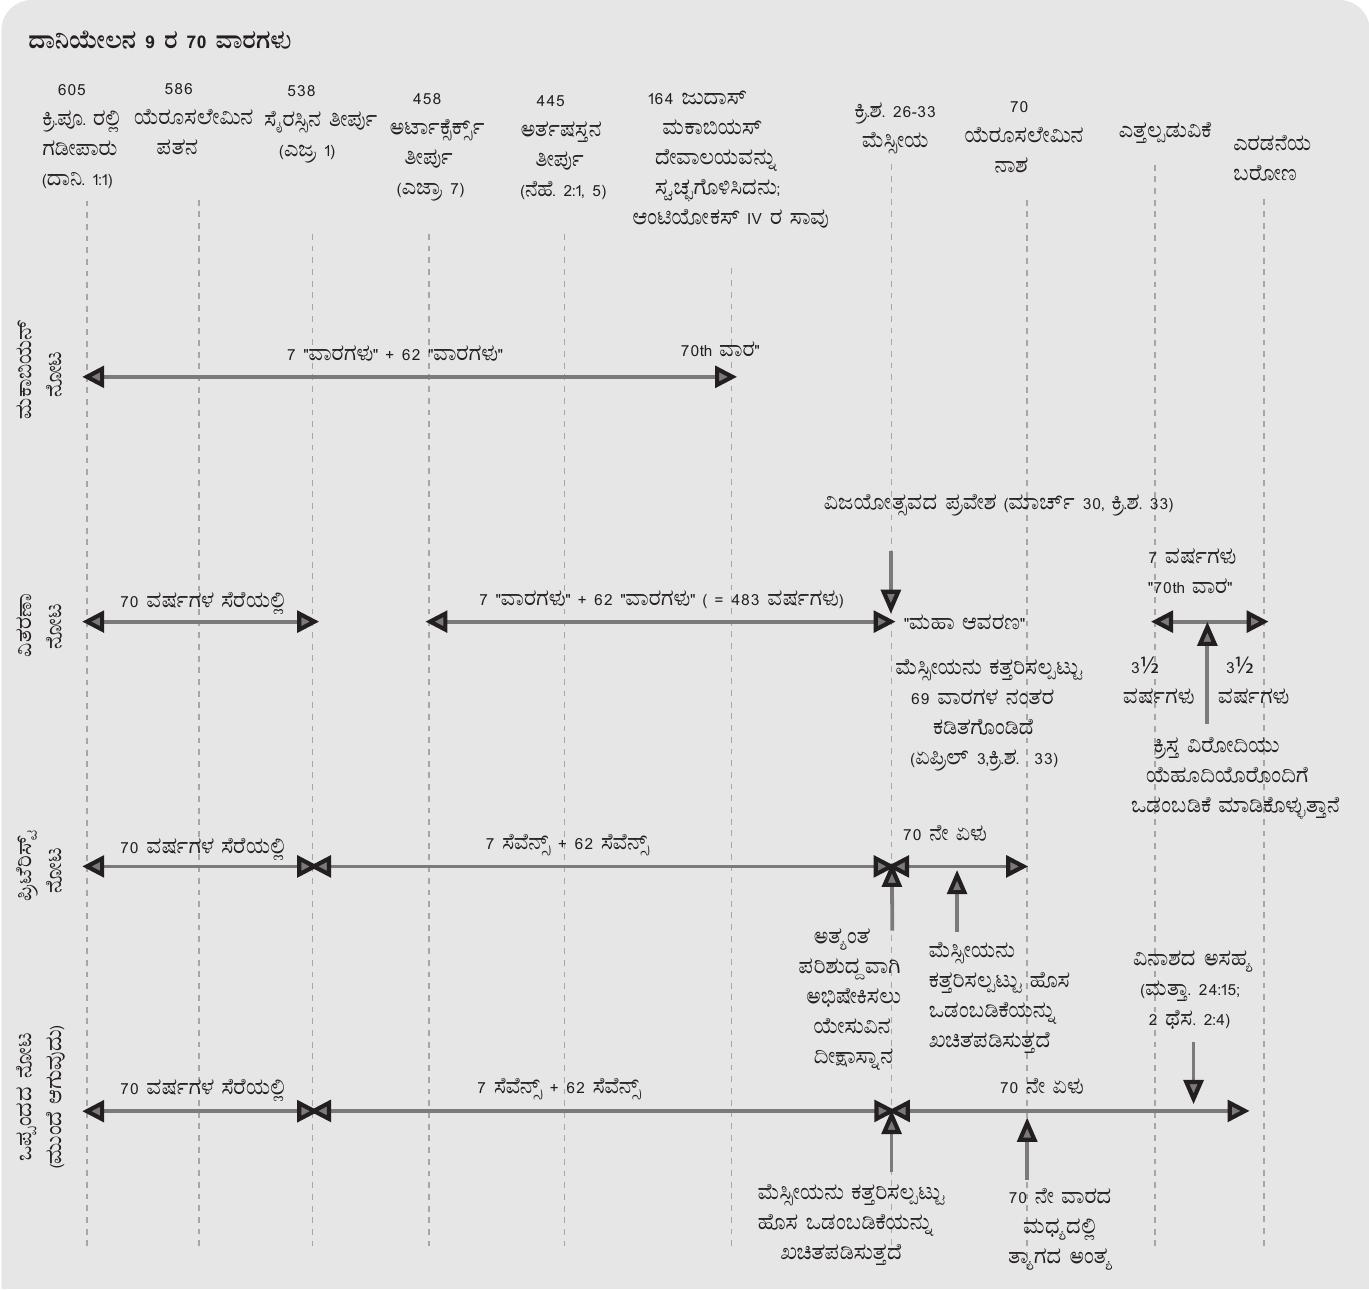 ದಾನಿಯೇಲನ 9 ರ 70 ವಾರಗಳು
605
ಕ್ರಿ.ಪೂ. ರಲ್ಲಿ
ಗಡೀಪಾರು
(ದಾನಿ. 1:1)
586
ಯೆರೂಸಲೇಮಿನ
ಪತನ
538
ಸೈರಸ್ಸಿನ ತೀರ್ಪು
(ಎಜ್ರ 1)
458
ಅರ್ಟಾಕ್ಸೆರ್ಕ್ಸೆಸ್
ತೀರ್ಪು
(ಎಜ್ರಾ 7)
445
ಅರ್ತಷಸ್ತನ
ತೀರ್ಪು
(ನೆಹೆ. 2:1, 5)
164 ಜುದಾಸ್
ಮಕಾಬಿಯಸ್
ದೇವಾಲಯವನ್ನು
ಸ್ವಚ್ಛಗೊಳಿಸಿದನು;
ಆಂಟಿಯೋಕಸ್ IV ರ ಸಾವು
ಕ್ರಿ.ಶ. 26-33
ಮೆಸ್ಸೀಯ
70
ಯೆರೂಸಲೇಮಿನ
ನಾಶ
ಎತ್ತಲ್ಪಡುವಿಕೆ
ಎರಡನೆಯ
ಬರೋಣ
ಮಕಾಬಿಯನ್
ನೋಟ
7 "ವಾರಗಳು" + 62 "ವಾರಗಳು"
70th ವಾರ"
ವಿಜಯೋತ್ಸವದ ಪ್ರವೇಶ (ಮಾರ್ಚ್ 30, ಕ್ರಿ.ಶ. 33)
ವಿತರಣಾ
ನೋಟ
70 ವರ್ಷಗಳ ಸೆರೆಯಲ್ಲಿ
7 "ವಾರಗಳು" + 62 "ವಾರಗಳು" ( = 483 ವರ್ಷಗಳು)
"ಮಹಾ ಆವರಣ"
7 ವರ್ಷಗಳು
"70th ವಾರ"
ಮೆಸ್ಸೀಯನು ಕತ್ತರಿಸಲ್ಪಟ್ಟು
69 ವಾರಗಳ ನಂತರ
ಕಡಿತಗೊಂಡಿದೆ
(ಏಪ್ರಿಲ್ 3,ಕ್ರಿ.ಶ. 33)
3½
ವರ್ಷಗಳು
3½
ವರ್ಷಗಳು
ಕ್ರಿಸ್ತ ವಿರೋದಿಯು
ಯೆಹೂದಿಯೊರೊಂದಿಗೆ
ಒಡಂಬಡಿಕೆ ಮಾಡಿಕೊಳ್ಳುತ್ತಾನೆ
ಪ್ರಿಟೆರಿಸ್ಟ್
ನೋಟ
70 ವರ್ಷಗಳ ಸೆರೆಯಲ್ಲಿ
7 ಸೆವೆನ್ಸ್ + 62 ಸೆವೆನ್ಸ್
70 ನೇ ಏಳು
ಅತ್ಯಂತ
ಪರಿಶುದ್ದವಾಗಿ
ಅಭಿಷೇಕಿಸಲು
ಯೇಸುವಿನ
ದೀಕ್ಷಾಸ್ನಾನ
ಮೆಸ್ಸೀಯನು
ಕತ್ತರಿಸಲ್ಪಟ್ಟು ಹೊಸ
ಒಡಂಬಡಿಕೆಯನ್ನು
ಖಚಿತಪಡಿಸುತ್ತದೆ
ವಿನಾಶದ ಅಸಹ್ಯ
(ಮತ್ತಾ. 24:15;
2 ಥೆಸ. 2:4)
ಒಪ್ಪಂದದ ನೋಟ
(ಮುಂದೆ ಆಗುವುದು)
70 ವರ್ಷಗಳ ಸೆರೆಯಲ್ಲಿ
7 ಸೆವೆನ್ಸ್ + 62 ಸೆವೆನ್ಸ್
70 ನೇ ಏಳು
ಮೆಸ್ಸೀಯನು ಕತ್ತರಿಸಲ್ಪಟ್ಟು
ಹೊಸ ಒಡಂಬಡಿಕೆಯನ್ನು
ಖಚಿತಪಡಿಸುತ್ತದೆ
70 ನೇ ವಾರದ
ಮಧ್ಯದಲ್ಲಿ
ತ್ಯಾಗದ ಅಂತ್ಯ